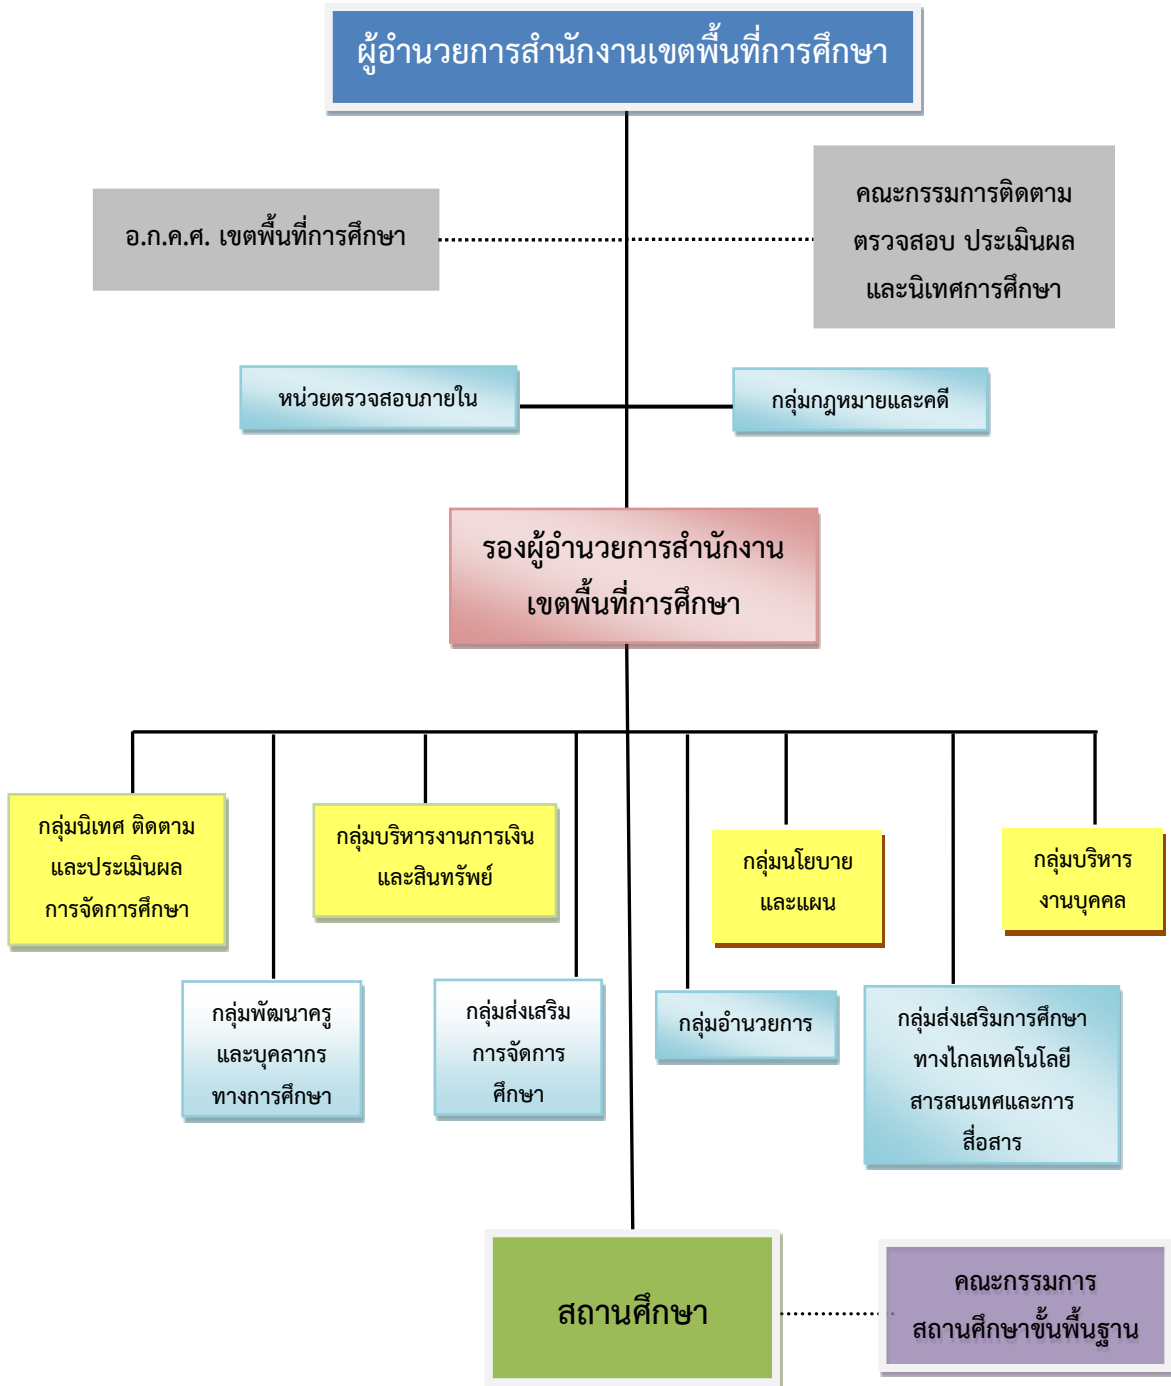 ผู้อำนวยการสำนักงานเขตพื้นที่การศึกษา
อ.ก.ค.ศ. เขตพื้นที่การศึกษา
คณะกรรมการติดตาม
ตรวจสอบ ประเมินผล
และนิเทศการศึกษา
หน่วยตรวจสอบภายใน
กลุ่มกฎหมายและคดี
รองผู้อำนวยการสำนักงาน
เขตพื้นที่การศึกษา
กลุ่มนิเทศ ติดตาม
และประเมินผล
การจัดการศึกษา
กลุ่มบริหารงานการเงิน
และสินทรัพย์
กลุ่มนโยบาย
และแผน
กลุ่มบริหาร
งานบุคคล
กลุ่มพัฒนาครู
และบุคลากร
ทางการศึกษา
กลุ่มส่งเสริม
การจัดการ
ศึกษา
กลุ่มอำนวยการ
กลุ่มส่งเสริมการศึกษา
ทางไกลเทคโนโลยี
สารสนเทศและการ
สื่อสาร
สถานศึกษา
คณะกรรมการ
สถานศึกษาขั้นพื้นฐาน